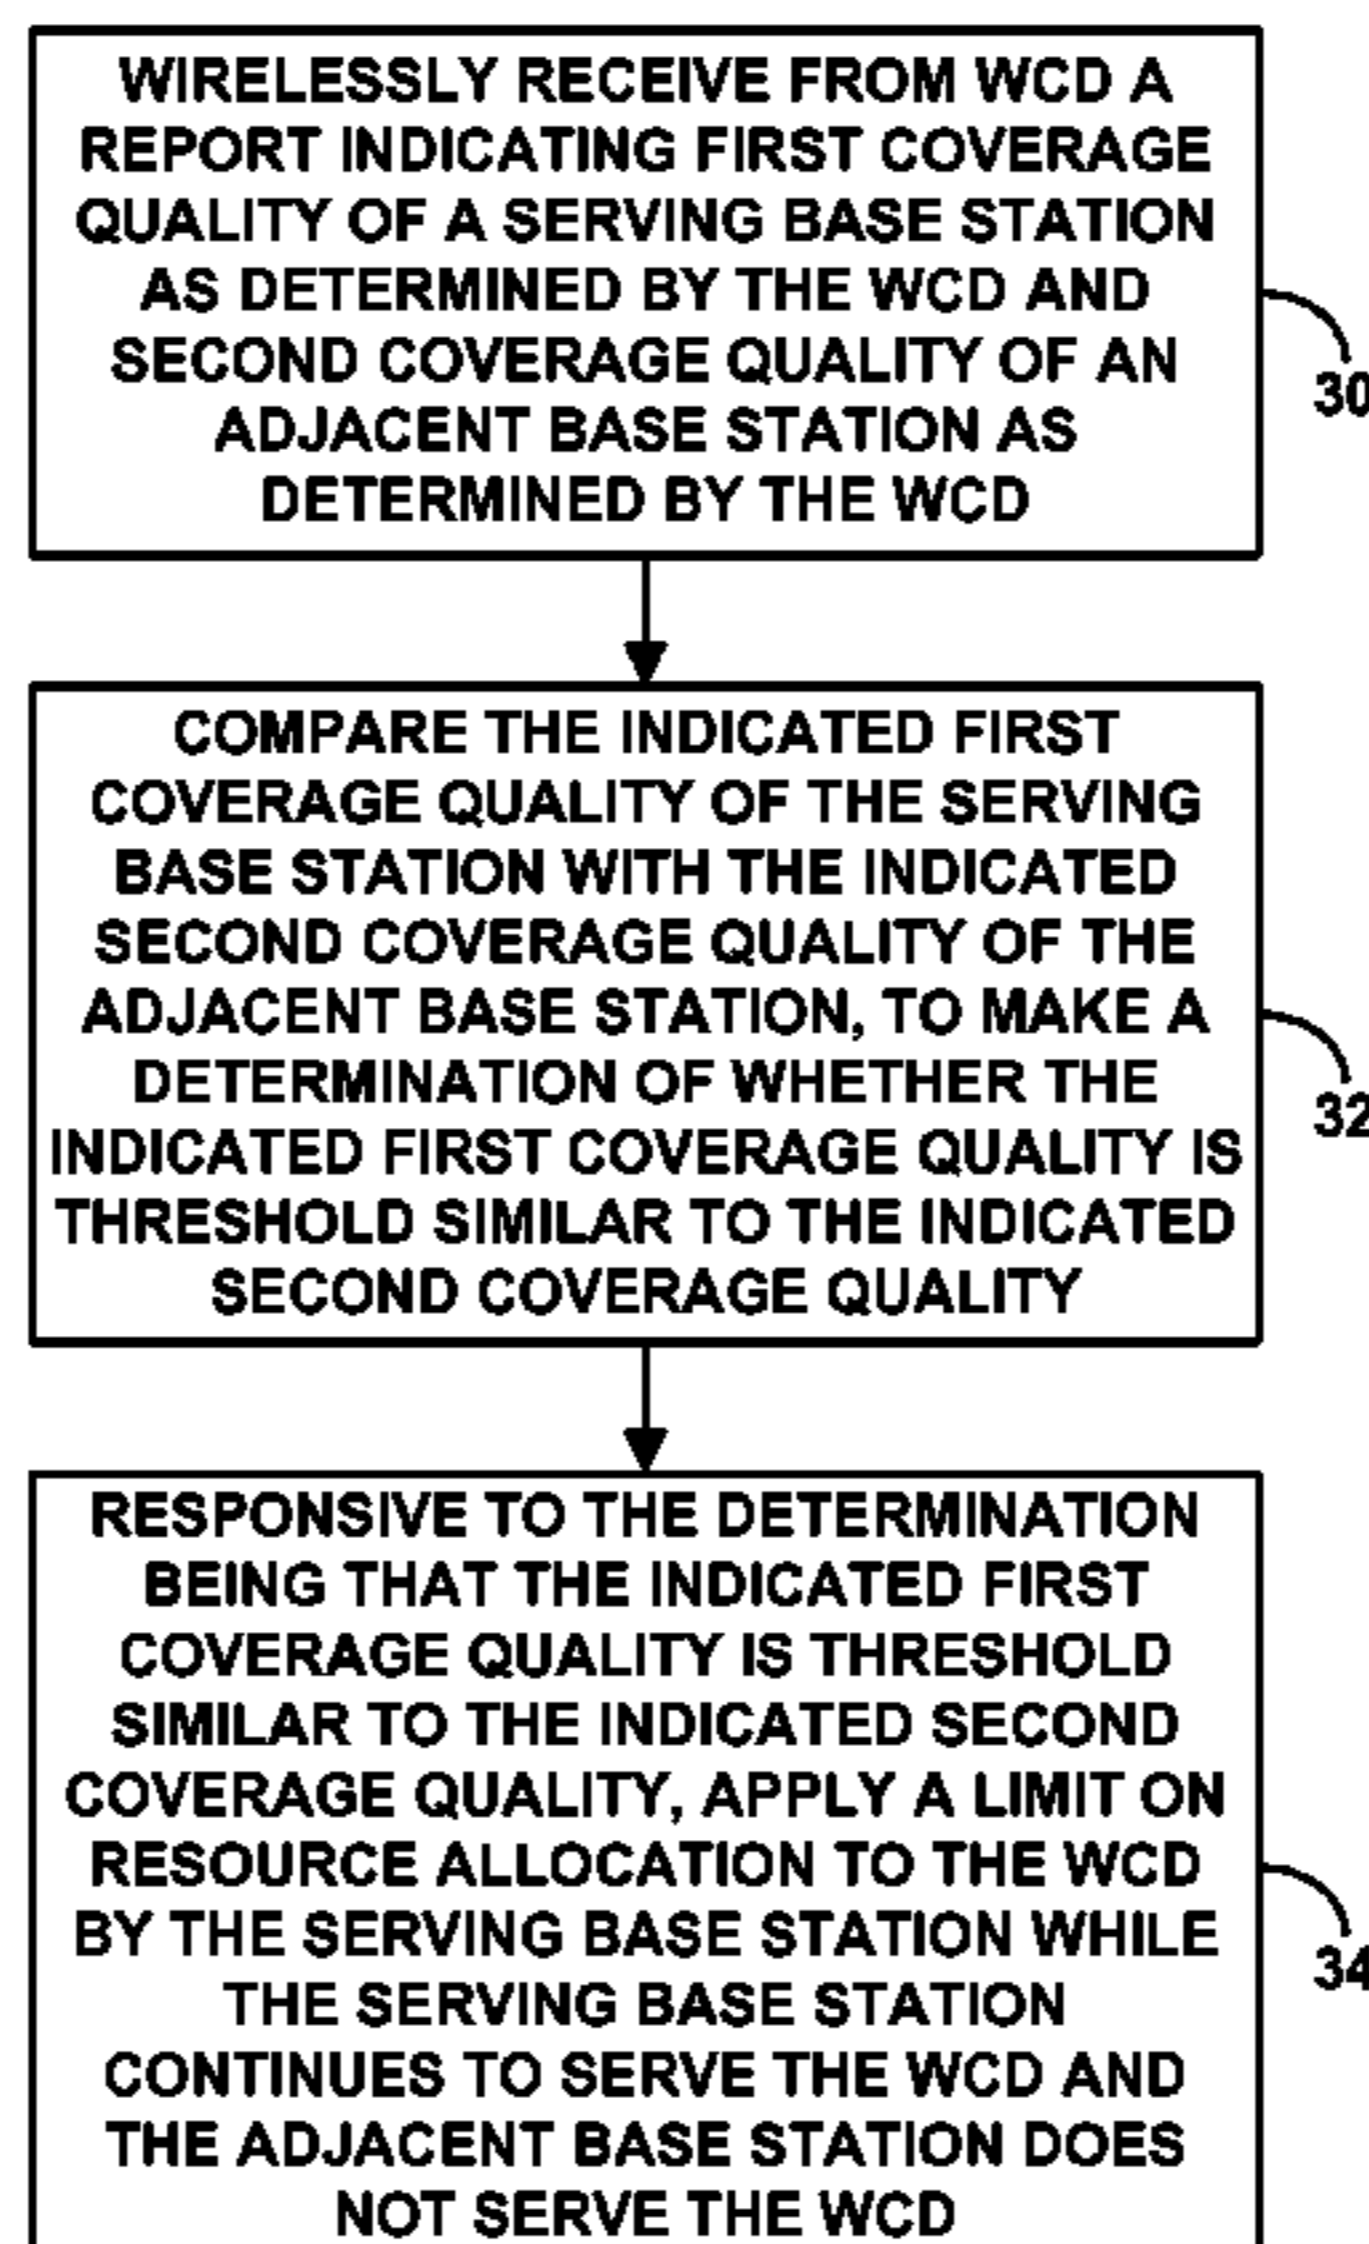 WIRELESSLY RECEIVE FROM WCD A
REPORT INDICATING FIRST COVERAGE
QUALITY OF A SERVING BASE STATION
AS DETERMINED BY THE WCD AND
SECOND COVERAGE QUALITY OF AN
ADJACENT BASE STATION AS
DETERMINED BY THE WCD
30
COMPARE THE INDICATED FIRST
COVERAGE QUALITY OF THE SERVING
BASE STATION WITH THE INDICATED
SECOND COVERAGE QUALITY OF THE
ADJACENT BASE STATION, TO MAKE A
DETERMINATION OF WHETHER THE
INDICATED FIRST COVERAGE QUALITY IS
THRESHOLD SIMILAR TO THE INDICATED
SECOND COVERAGE QUALITY
32
RESPONSIVE TO THE DETERMINATION
BEING THAT THE INDICATED FIRST
COVERAGE QUALITY IS THRESHOLD
SIMILAR TO THE INDICATED SECOND
COVERAGE QUALITY, APPLY A LIMIT ON
RESOURCE ALLOCATION TO THE WCD
BY THE SERVING BASE STATION WHILE
THE SERVING BASE STATION
CONTINUES TO SERVE THE WCD AND
THE ADJACENT BASE STATION DOES
NOT SERVE THE WCD
34